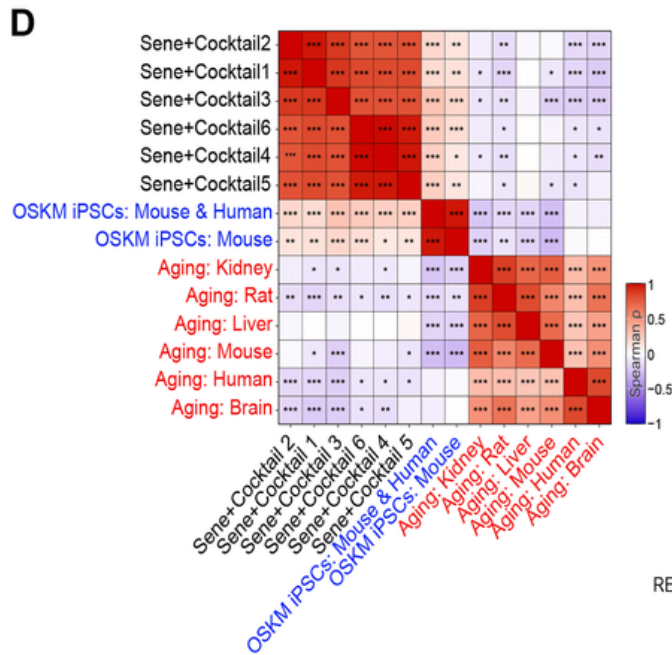 D
Sene+Cocktail2 *** *** *** *** *** *** ** ** *** ***
Sene+Cocktail1 *** *** *** *** *** *** ** * *** * *** ***
Sene+Cocktail3 *** *** *** *** *** *** *** * ** *** *** ***
Sene+Cocktail6 *** *** *** *** *** *** *** * * *
Sene+Cocktail4 *** *** *** *** *** *** * * ** * **
Sene+Cocktail5 *** *** *** *** *** *** ** * * *
OSKM iPSCs: Mouse & Human *** *** *** *** *** *** *** *** *** *** ***
OSKM iPSCs: Mouse ** ** *** *** * ** *** *** ** *** ***
Aging: Kidney * * * *** *** *** *** *** *** ***
Aging: Rat ** *** ** * ** * *** ** *** *** *** *** ***
Aging: Liver *** *** *** *** *** *** ***
Aging: Mouse * *** * *** *** *** *** *** *** ***
Aging: Human *** *** *** * * * *** *** *** *** ***
Aging: Brain *** *** *** * ** *** *** *** *** ***
Sene+Cocktail 2
Sene+Cocktail 1
Sene+Cocktail 3
Sene+Cocktail 6
Sene+Cocktail 4
Sene+Cocktail 5
OSKM iPSCs: Mouse & Human
OSKM iPSCs: Mouse
Aging: Kidney
Aging: Rat
Aging: Liver
Aging: Mouse
Aging: Human
Aging: Brain
Spearman ρ
1
0.5
0
−0.5
−1
RE